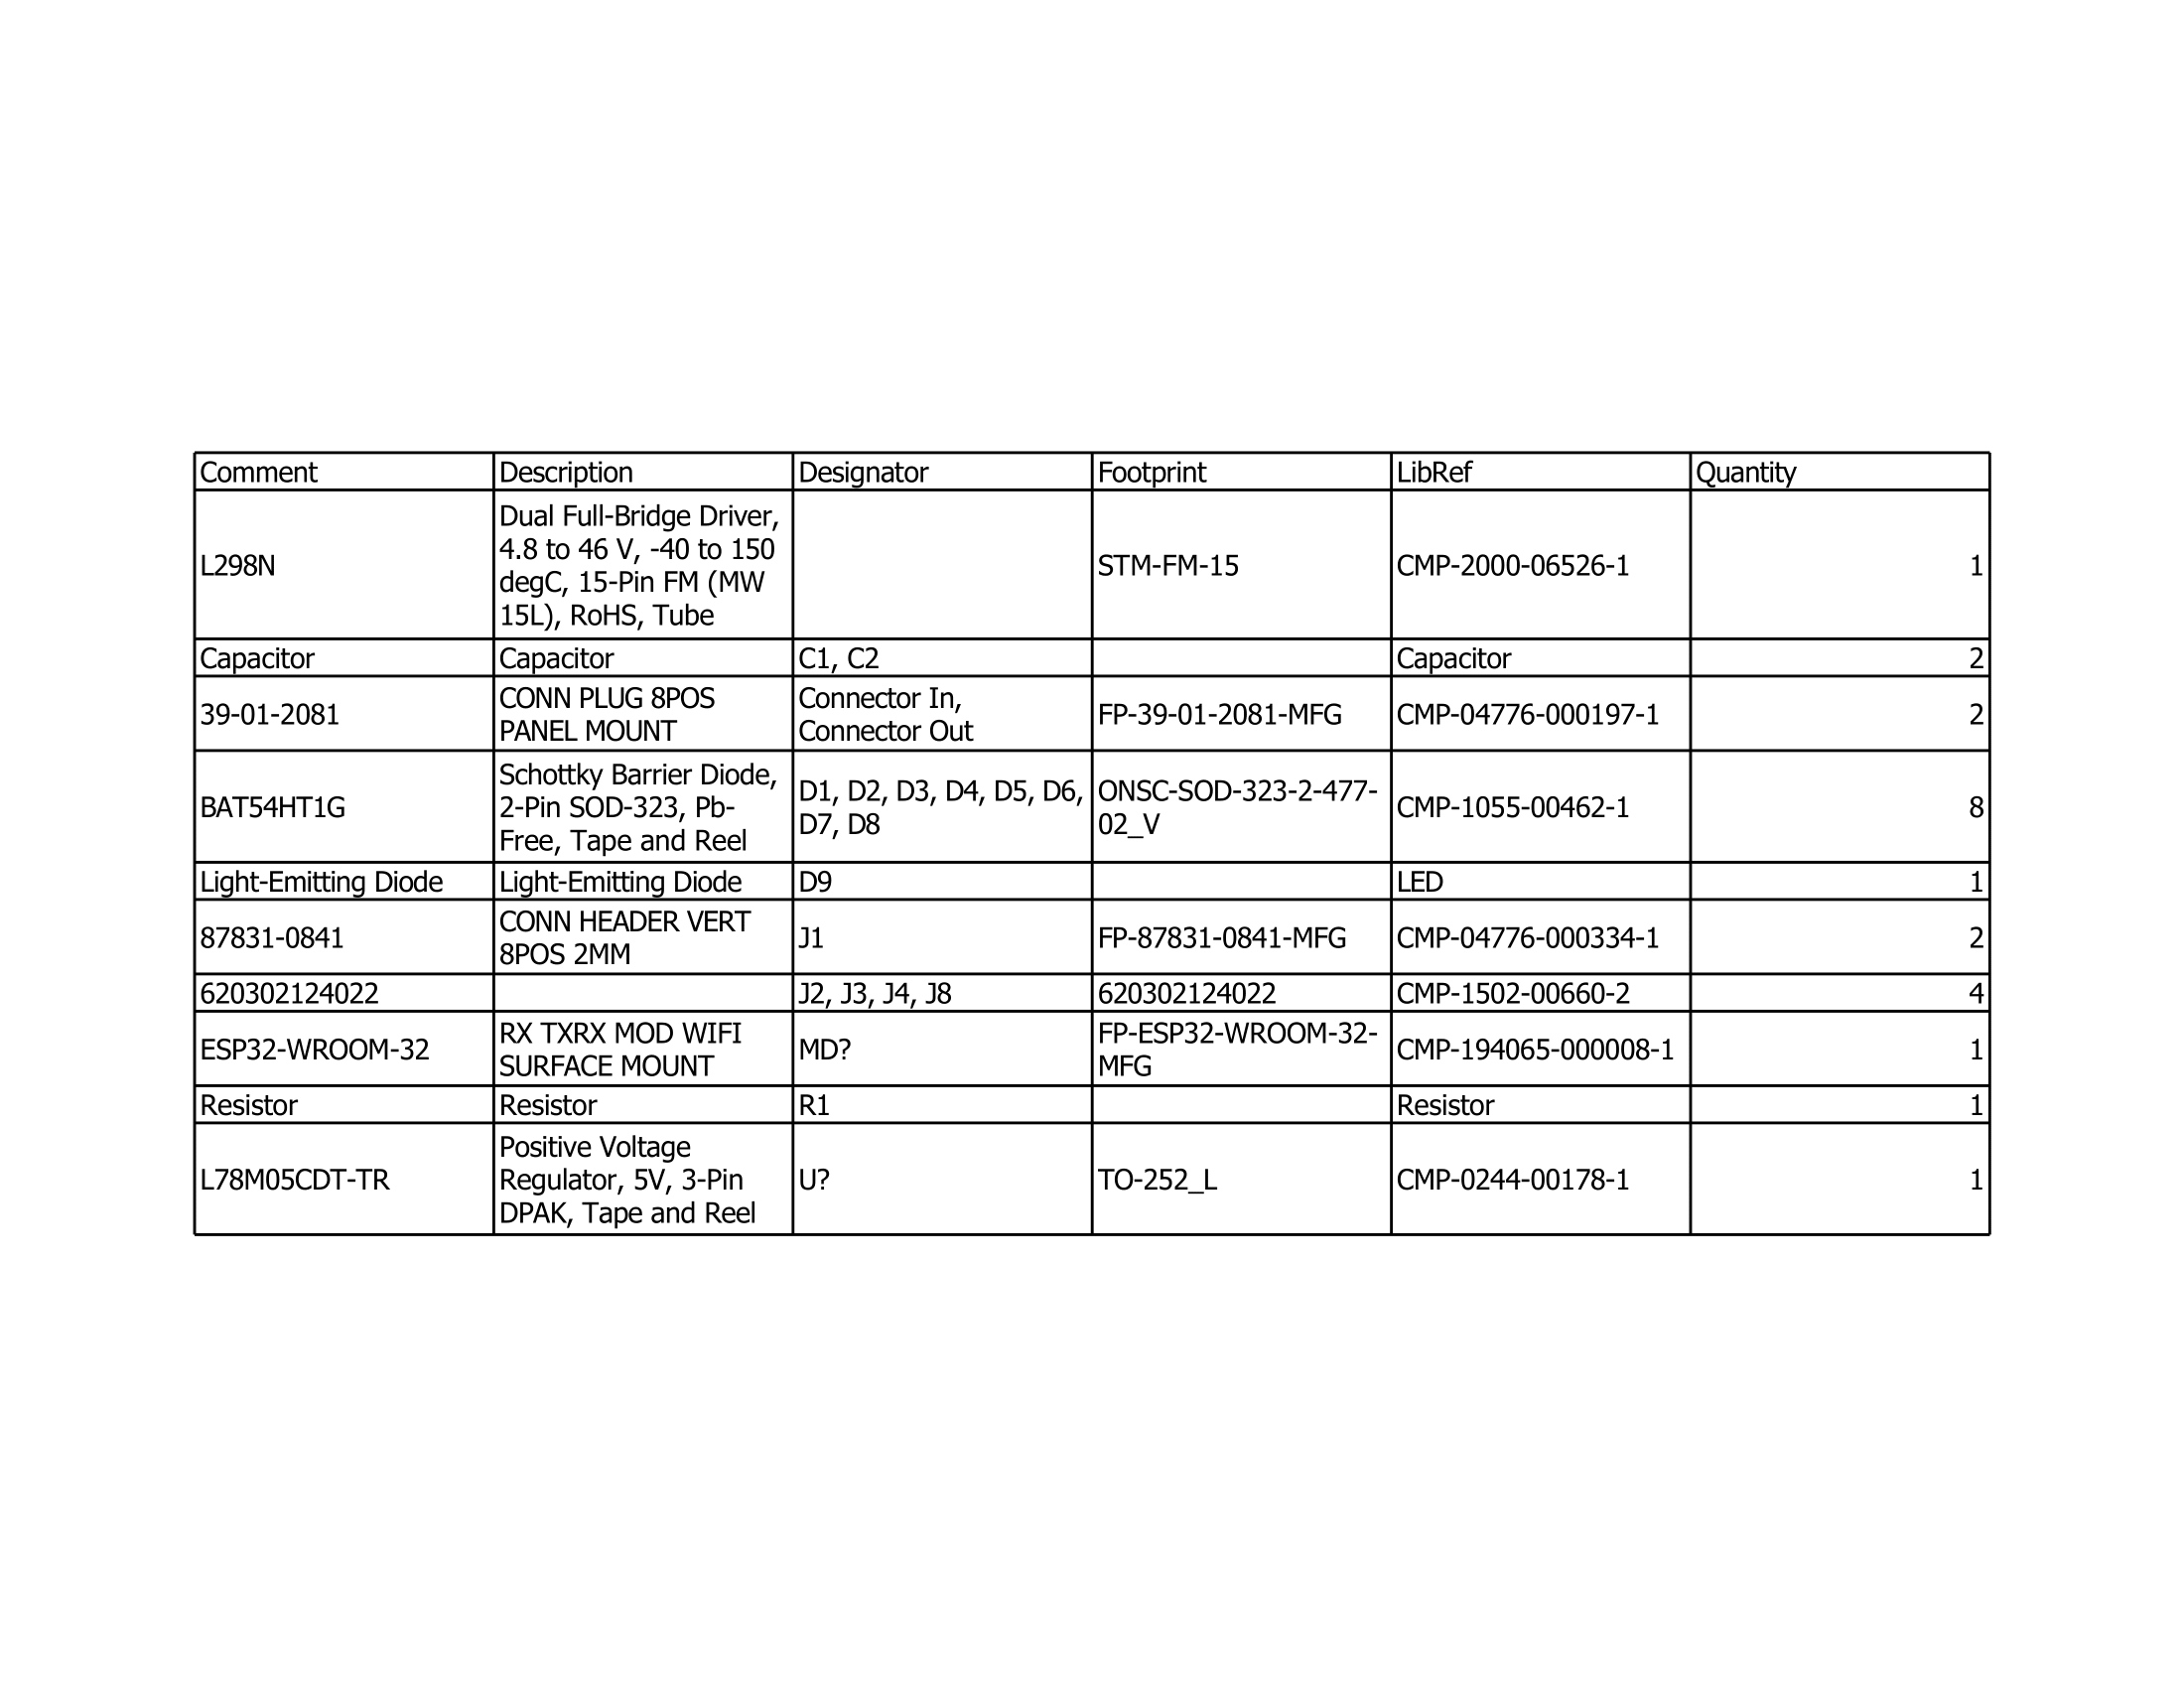 Comment Description Designator Footprint LibRef Quantity
L298N Dual Full-Bridge Driver, 4.8 to 46 V, -40 to 150 degC, 15-Pin FM (MW 15L), RoHS, Tube STM-FM-15 CMP-2000-06526-1 1
Capacitor Capacitor C1, C2 Capacitor 2
39-01-2081 CONN PLUG 8POS PANEL MOUNT Connector In, Connector Out FP-39-01-2081-MFG CMP-04776-000197-1 2
BAT54HT1G Schottky Barrier Diode, 2-Pin SOD-323, Pb-Free, Tape and Reel D1, D2, D3, D4, D5, D6, D7, D8 ONSC-SOD-323-2-477-02_V CMP-1055-00462-1 8
Light-Emitting Diode Light-Emitting Diode D9 LED 1
87831-0841 CONN HEADER VERT 8POS 2MM J1 FP-87831-0841-MFG CMP-04776-000334-1 2
620302124022 J2, J3, J4, J8 620302124022 CMP-1502-00660-2 4
ESP32-WROOM-32 RX TXRX MOD WIFI SURFACE MOUNT MD? FP-ESP32-WROOM-32-MFG CMP-194065-000008-1 1
Resistor Resistor R1 Resistor 1
L78M05CDT-TR Positive Voltage Regulator, 5V, 3-Pin DPAK, Tape and Reel U? TO-252_L CMP-0244-00178-1 1